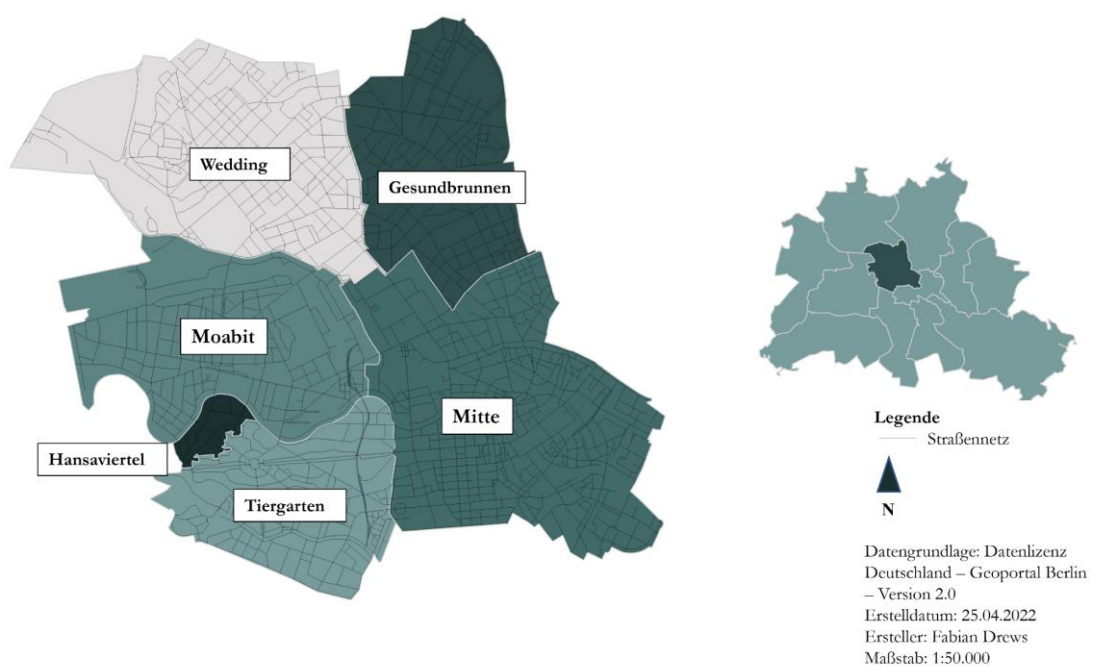 Wedding
Gesundbrunnen
Moabit
Mitte
Hansaviertel
Tiergarten
Legende
Straßennetz
N
Datengrundlage: Datenlizenz
Deutschland – Geoportal Berlin
– Version 2.0
Erstelldatum: 25.04.2022
Ersteller: Fabian Drews
Maßstab: 1:50.000